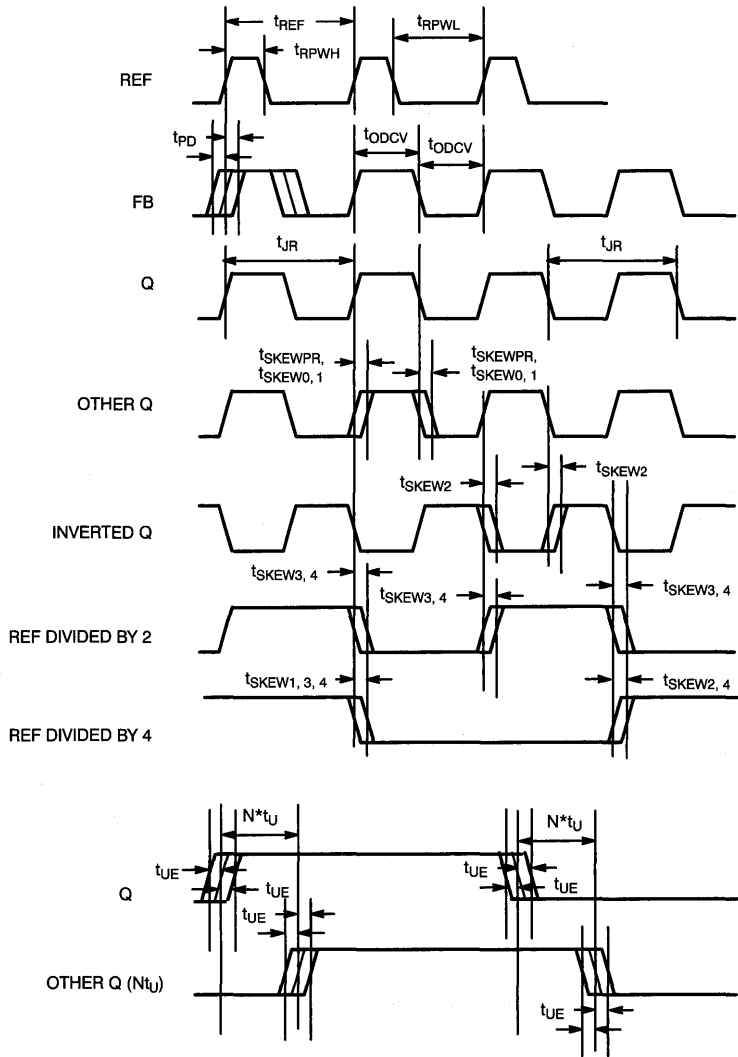 tREF
tRPWL
tRPWH
REF
tPD
tODCV
tODCV
FB
tJR
tJR
Q
tSKEWPR,
tSKEW0, 1
tSKEWPR,
tSKEW0, 1
OTHER Q
tSKEW2
tSKEW2
INVERTED Q
tSKEW3, 4
tSKEW3, 4
tSKEW3, 4
REF DIVIDED BY 2
tSKEW1, 3, 4
tSKEW2, 4
REF DIVIDED BY 4
N*tU
N*tU
tUE
tUE
tUE
tUE
Q
tUE
OTHER Q (NtU)
tUE